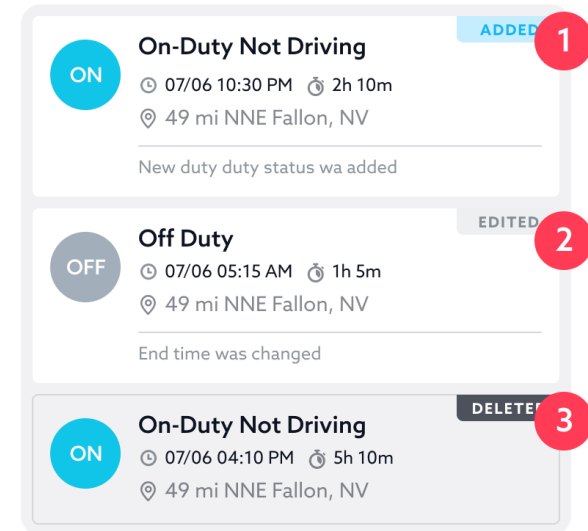 ADDED
1
On-Duty Not Driving
ON
07/06 10:30 PM 2h 10m
49 mi NNE Fallon, NV
New duty duty status wa added
EDITED
2
Off Duty
OFF
07/06 05:15 AM 1h 5m
49 mi NNE Fallon, NV
End time was changed
DELETED
3
On-Duty Not Driving
ON
07/06 04:10 PM 5h 10m
49 mi NNE Fallon, NV